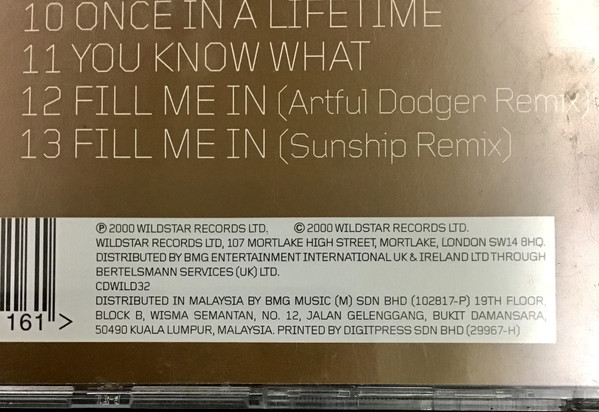 10 ONCE IN A LIFETIME
11 YOU KNOW WHAT
12 FILL ME IN (Artful Dodger Remix)
13 FILL ME IN (Sunship Remix)
℗ 2000 WILDSTAR RECORDS LTD. © 2000 WILDSTAR RECORDS LTD.
WILDSTAR RECORDS LTD, 107 MORTLAKE HIGH STREET, MORTLAKE, LONDON SW14 8HQ.
DISTRIBUTED BY BMG ENTERTAINMENT INTERNATIONAL UK & IRELAND LTD THROUGH
BERTELSMANN SERVICES (UK) LTD.
CDWILD32
DISTRIBUTED IN MALAYSIA BY BMG MUSIC (M) SDN BHD (102817-P) 19TH FLOOR,
BLOCK B, WISMA SEMANTAN, NO. 12, JALAN GELENGGANG, BUKIT DAMANSARA,
50490 KUALA LUMPUR, MALAYSIA. PRINTED BY DIGITPRESS SDN BHD (29967-H)
161 >